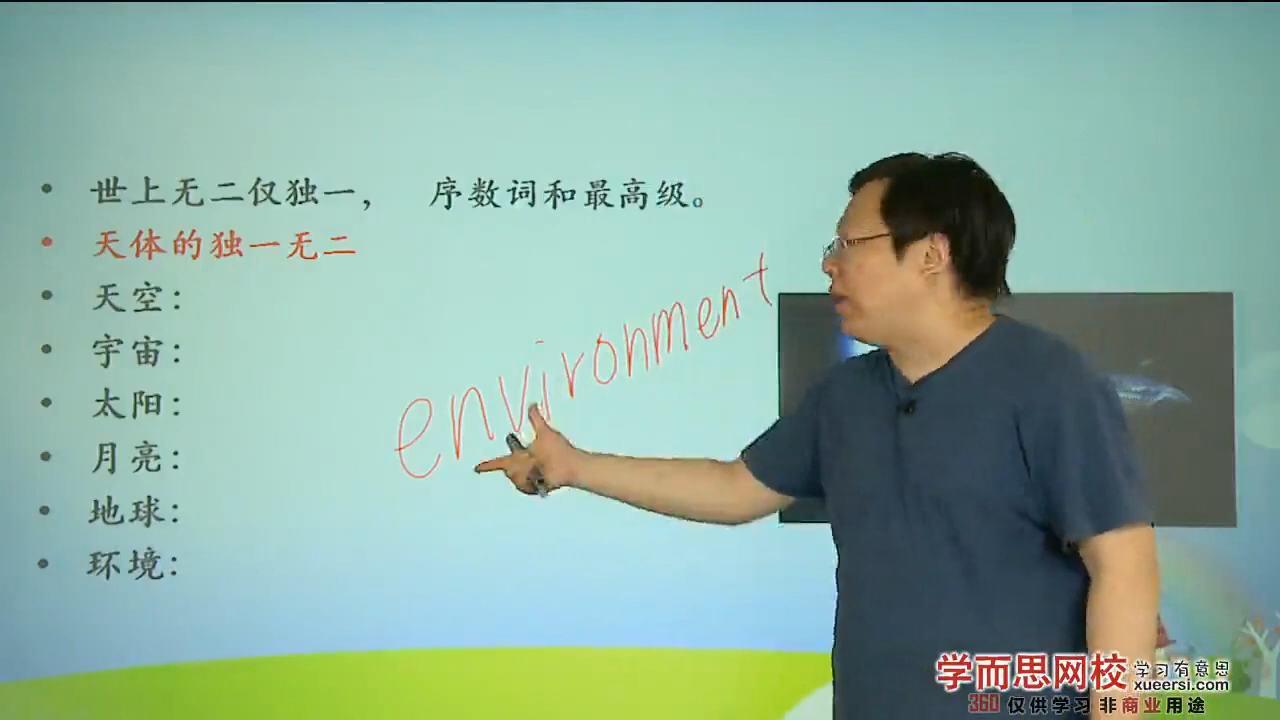 • 世上无二仅独一， 序数词和最高级。
• 天体的独一无二
• 天空：
• 宇宙：
• 太阳：
• 月亮：
• 地球：
• 环境：
environment
学而思网校 学习有意思
xueersi.com
360 仅供学习 非商业用途